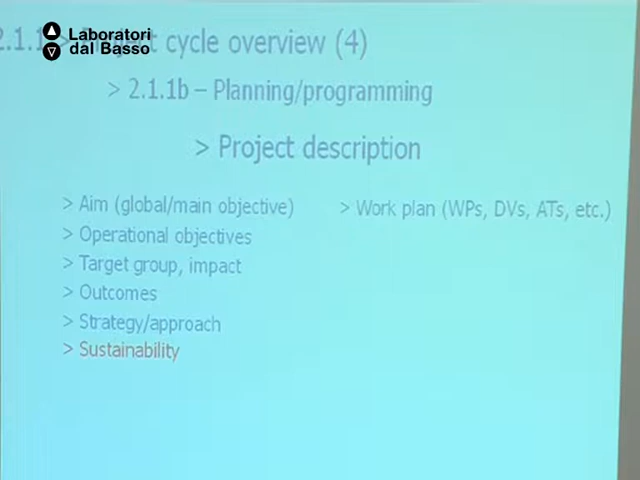 Laboratori
dal Basso
2.1.1 > Project cycle overview (4)
> 2.1.1b – Planning/programming
> Project description
> Aim (global/main objective)
> Operational objectives
> Target group, impact
> Outcomes
> Strategy/approach
> Sustainability
> Work plan (WPs, DVs, ATs, etc.)